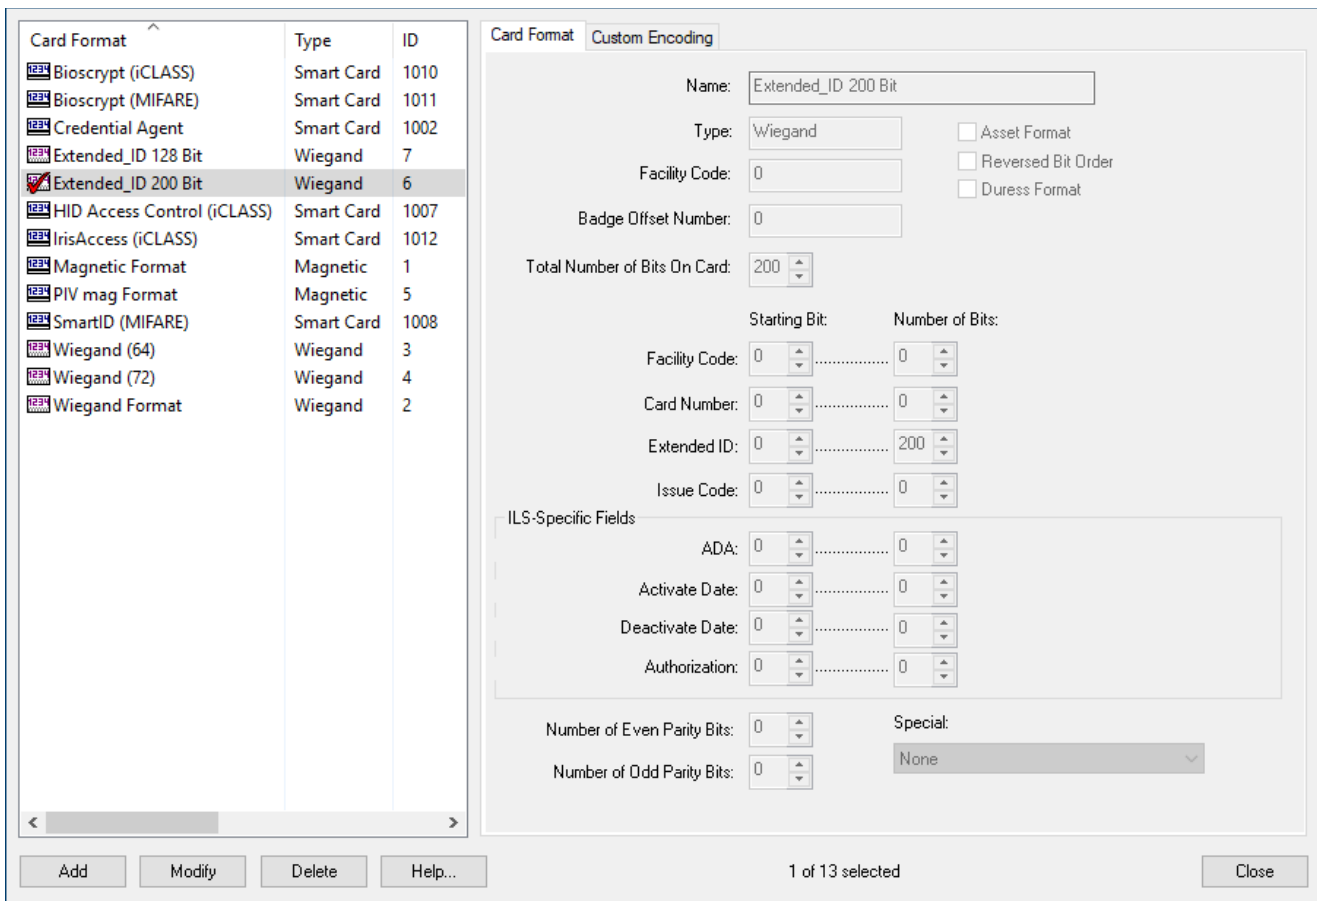 Card Format Type ID
Bioscrypt (iCLASS) Smart Card 1010
Bioscrypt (MIFARE) Smart Card 1011
Credential Agent Smart Card 1002
Extended_ID 128 Bit Wiegand 7
Extended_ID 200 Bit Wiegand 6
HID Access Control (iCLASS) Smart Card 1007
IrisAccess (iCLASS) Smart Card 1012
Magnetic Format Magnetic 1
PIV mag Format Magnetic 5
SmartID (MIFARE) Smart Card 1008
Wiegand (64) Wiegand 3
Wiegand (72) Wiegand 4
Wiegand Format Wiegand 2
Card Format Custom Encoding
Name: Extended_ID 200 Bit
Type: Wiegand Asset Format
Reversed Bit Order
Facility Code: 0 Duress Format
Badge Offset Number: 0
Total Number of Bits On Card: 200
Starting Bit: Number of Bits:
Facility Code: 0 ................ 0
Card Number: 0 ................ 0
Extended ID: 0 ................ 200
Issue Code: 0 ................ 0
ILS-Specific Fields
ADA: 0 ................ 0
Activate Date: 0 ................ 0
Deactivate Date: 0 ................ 0
Authorization: 0 ................ 0
Number of Even Parity Bits: 0 Special:
Number of Odd Parity Bits: 0 None
Add Modify Delete Help... 1 of 13 selected Close